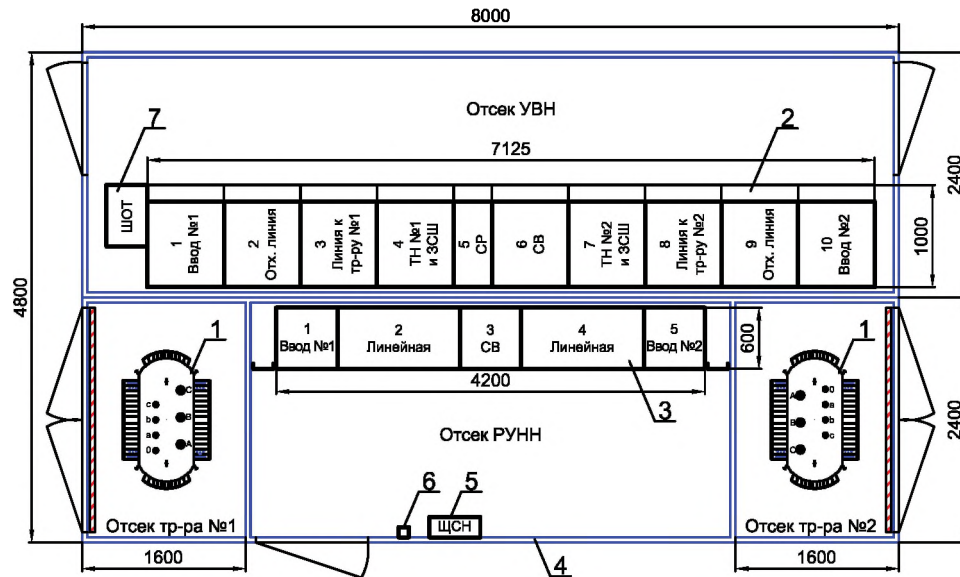 8000
Отсек УВН
7
2
7125
ШОТ
1
Ввод №1
2
Отх. линия
3
Линия к
тр-ру №1
4
ТН №1
и ЗСШ
5
СР
6
СВ
7
ТН №2
и ЗСШ
8
Линия к
тр-ру №2
9
Отх. линия
10
Ввод №2
1000
2400
4800
1
1
Ввод №1
2
Линейная
3
СВ
4
Линейная
5
Ввод №2
600
1
4200
3
C
B
A
c
b
a
0
A
B
C
0
a
b
c
2400
Отсек РУНН
6
5
ЩСН
Отсек тр-ра №1
Отсек тр-ра №2
1600
4
1600